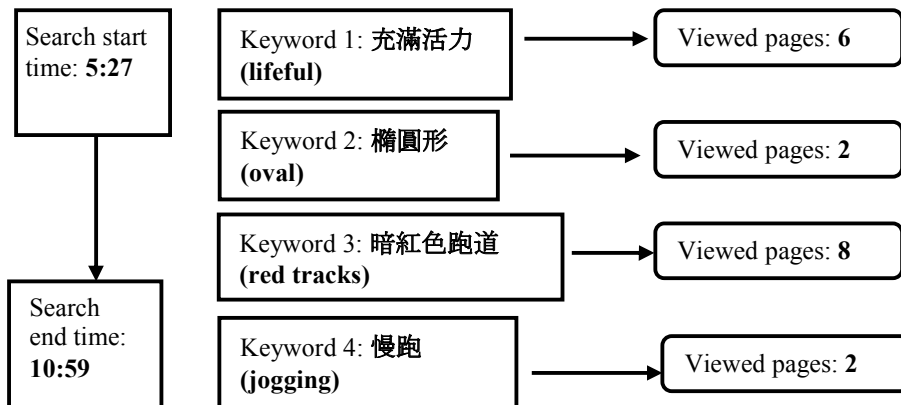 Search start
time: 5:27
Keyword 1: 充滿活力
(lifeful)
Viewed pages: 6
Keyword 2: 橢圓形
(oval)
Viewed pages: 2
Keyword 3: 暗紅色跑道
(red tracks)
Viewed pages: 8
Search
end time:
10:59
Keyword 4: 慢跑
(jogging)
Viewed pages: 2